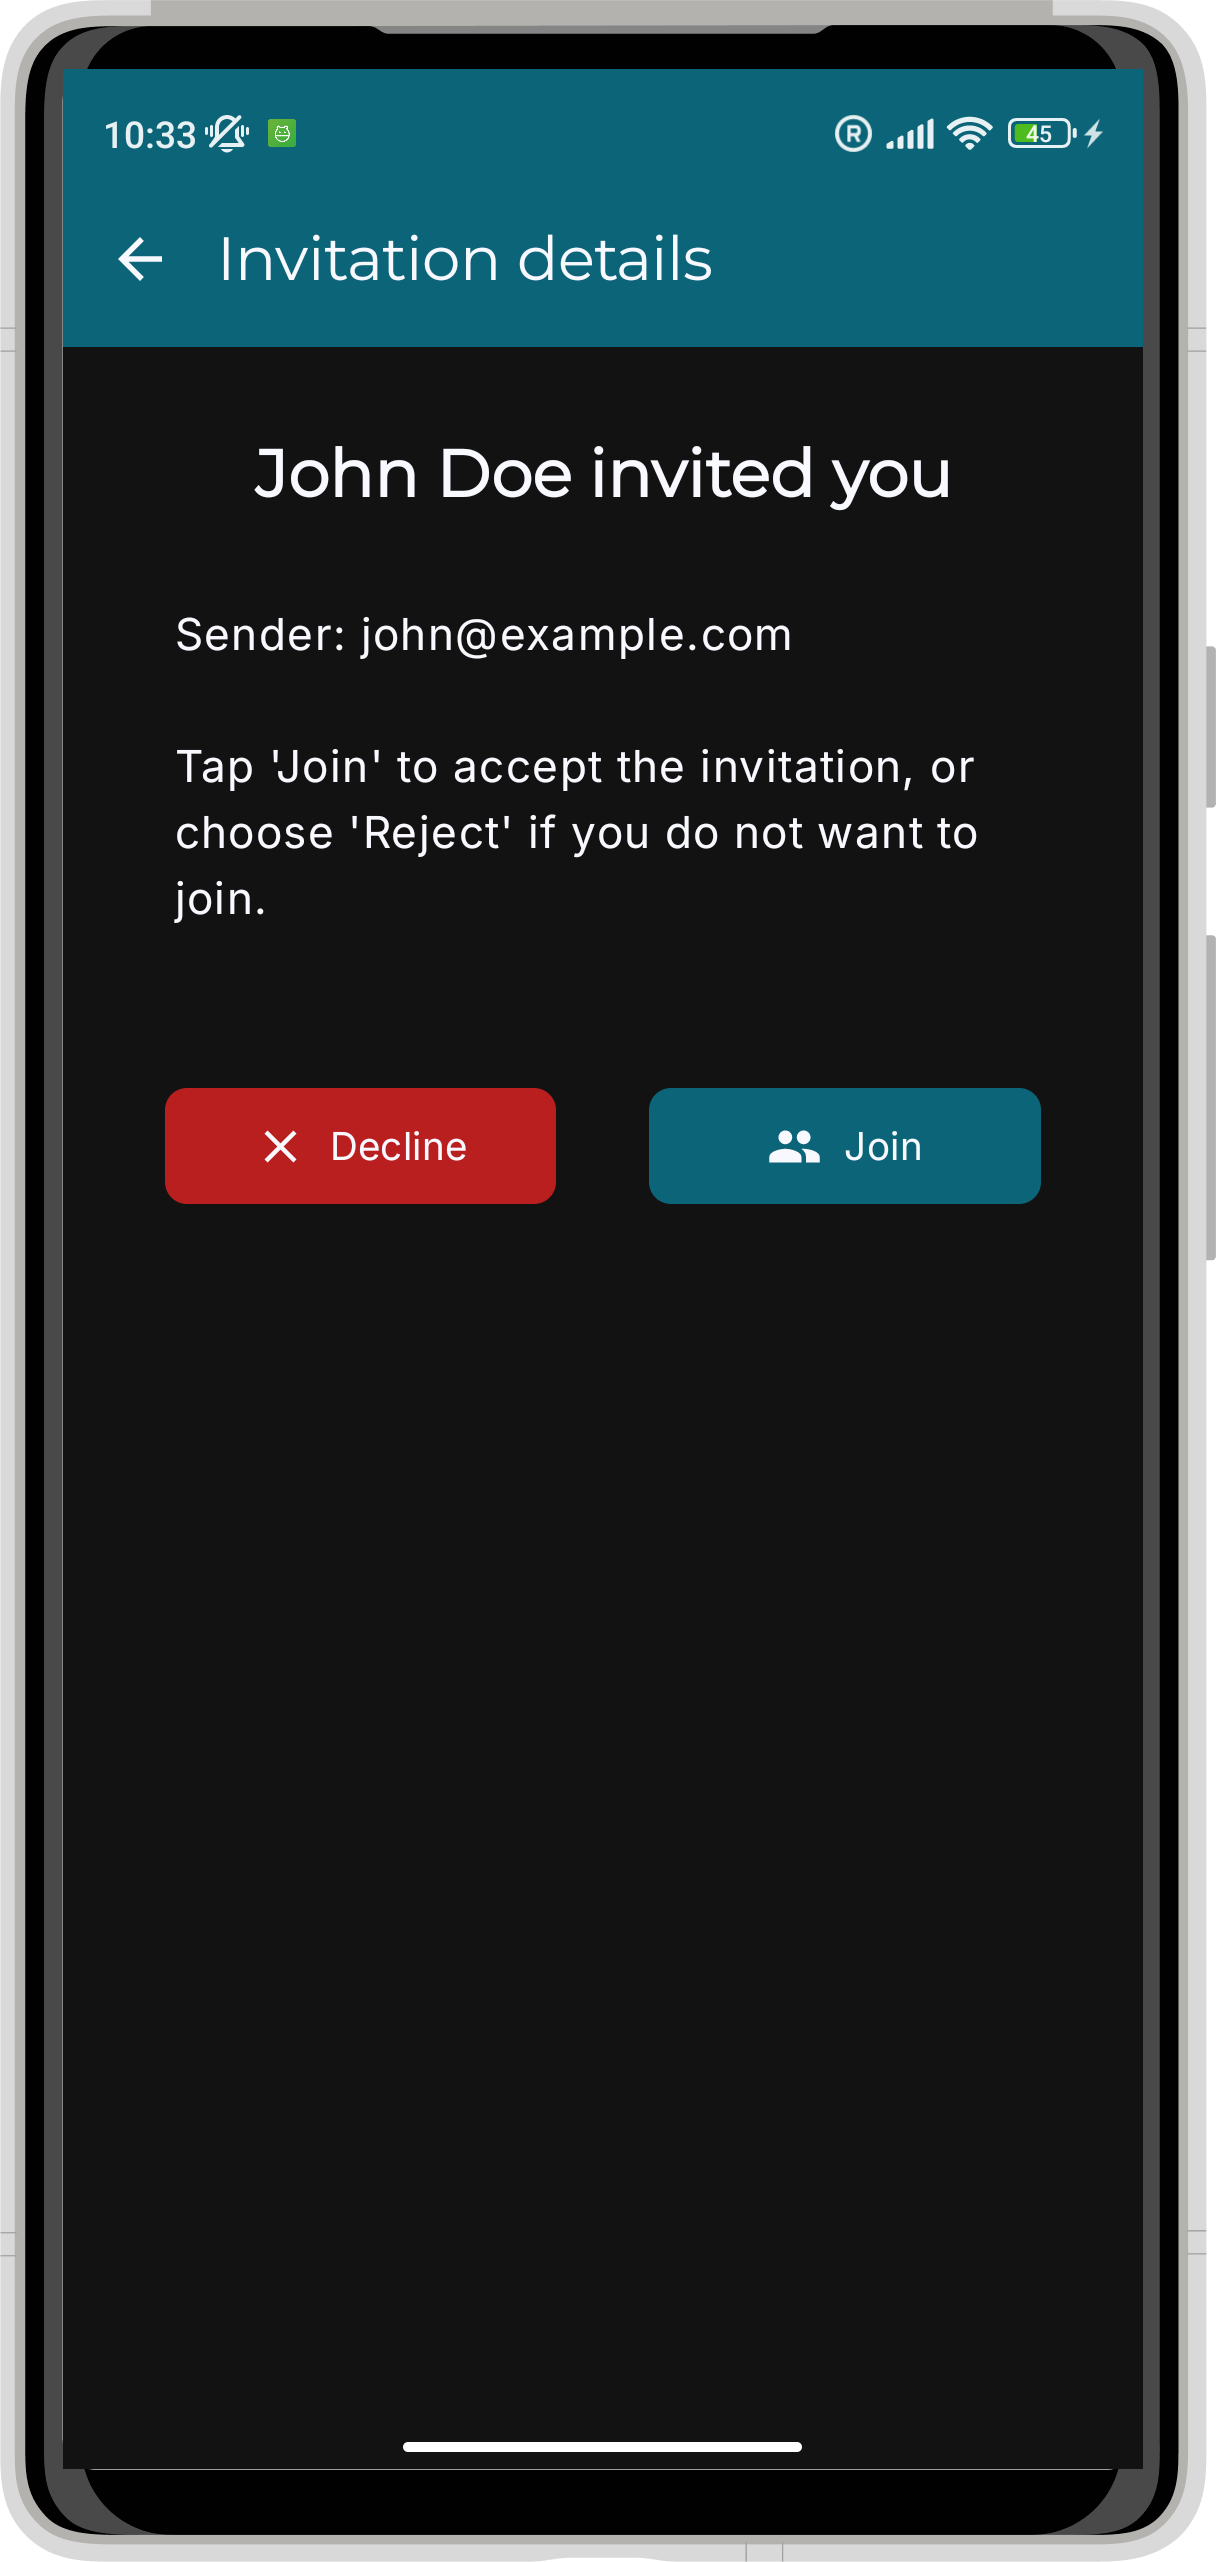 10:33
R
45
Invitation details
John Doe invited you
Sender: john@example.com
Tap 'Join' to accept the invitation, or
choose 'Reject' if you do not want to
join.
Decline
Join